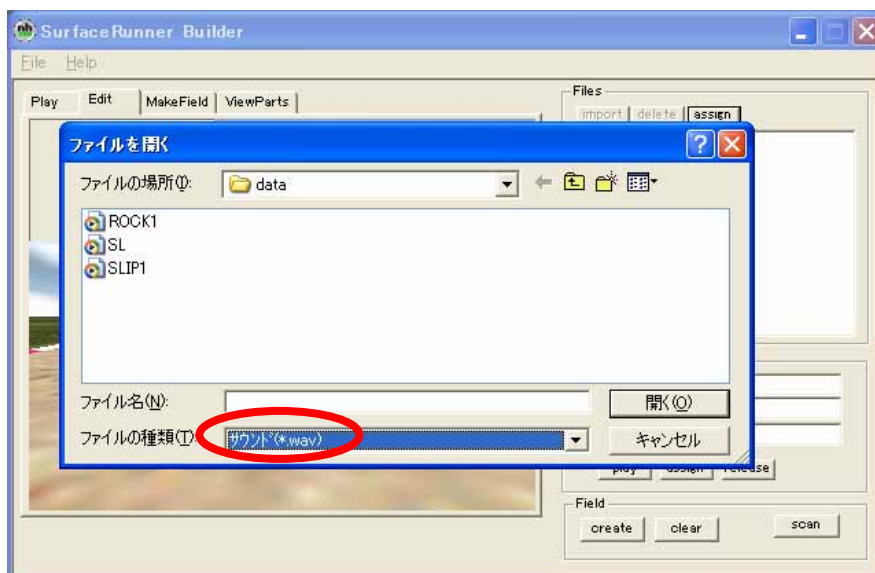 SurfaceRunner Builder
File Help
Play Edit MakeField ViewParts
Files
import delete assign
ファイルを開く
ファイルの場所(I):
data
ROCK1
SL
SLIP1
ファイル名(N):
開く(O)
ファイルの種類(T):
サウンド(*.wav)
キャンセル
play assign release
Field
create clear scan